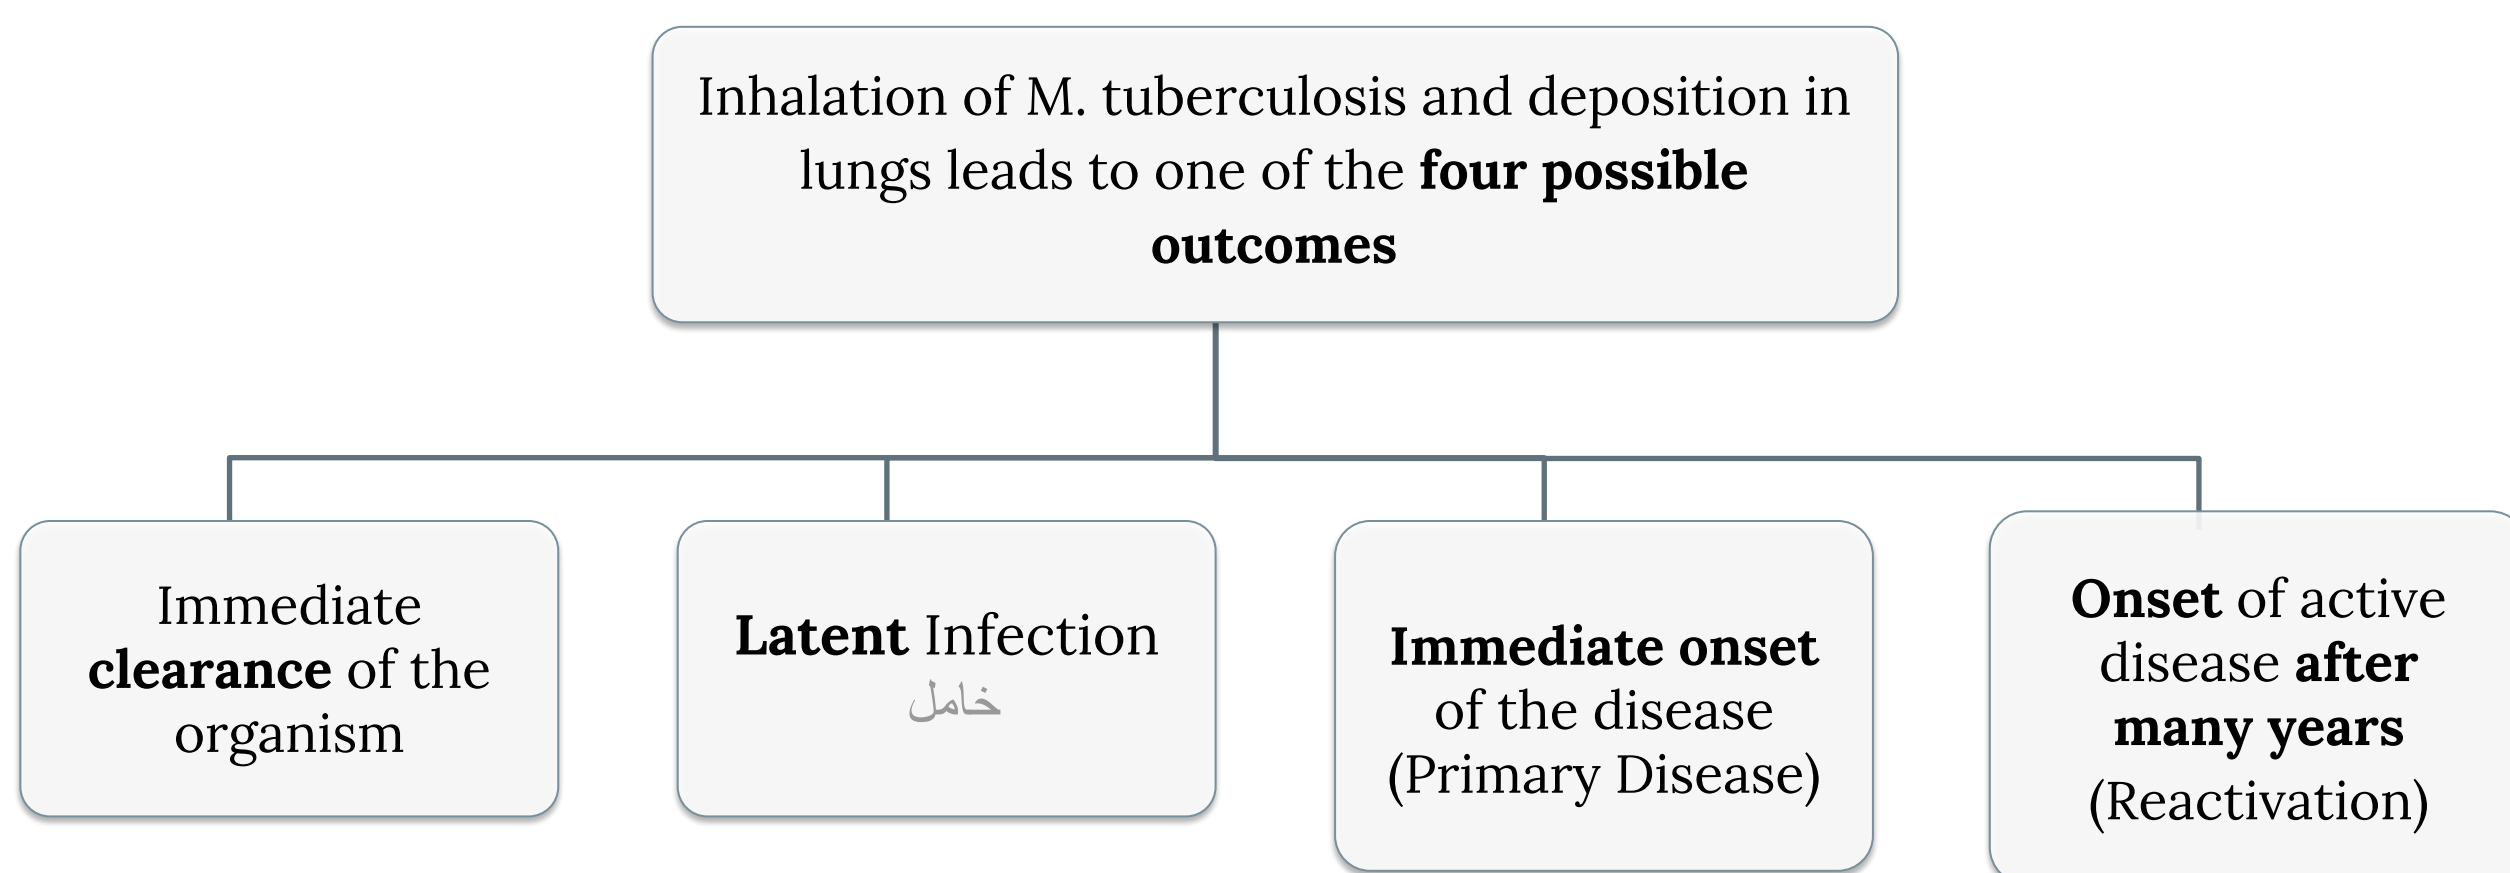 Inhalation of M. tuberculosis and deposition in
lungs leads to one of the four possible
outcomes
Immediate
clearance of the
organism
Latent Infection
خمل
Immediate onset
of the disease
(Primary Disease)
Onset of active
disease after
many years
(Reactivation)